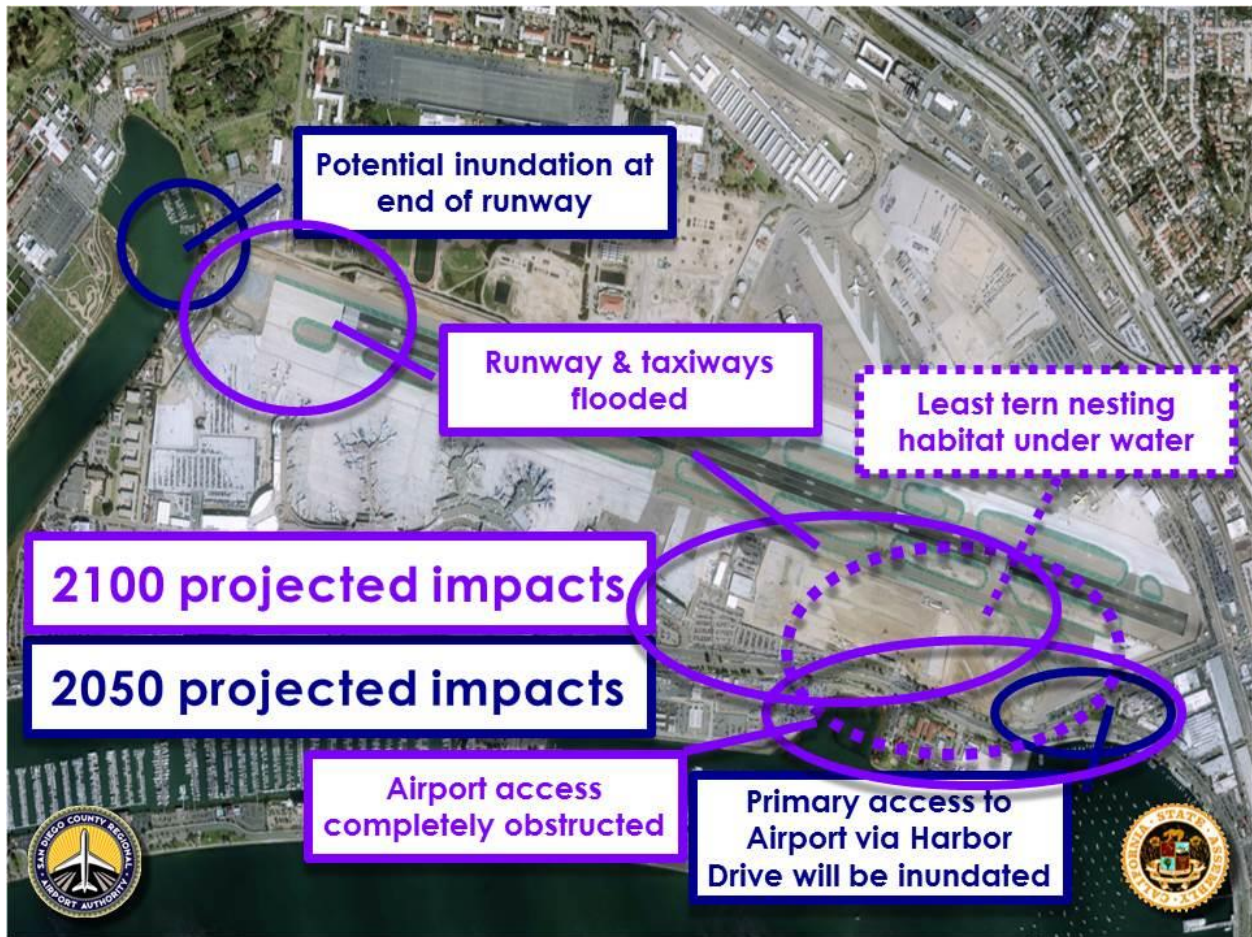 Potential inundation at
end of runway
Runway & taxiways
flooded
Least tern nesting
habitat under water
2100 projected impacts
2050 projected impacts
Airport access
completely obstructed
Primary access to
Airport via Harbor
Drive will be inundated
SAN DIEGO COUNTY REGIONAL
AIRPORT AUTHORITY
CALIFORNIA STATE ASSEMBLY